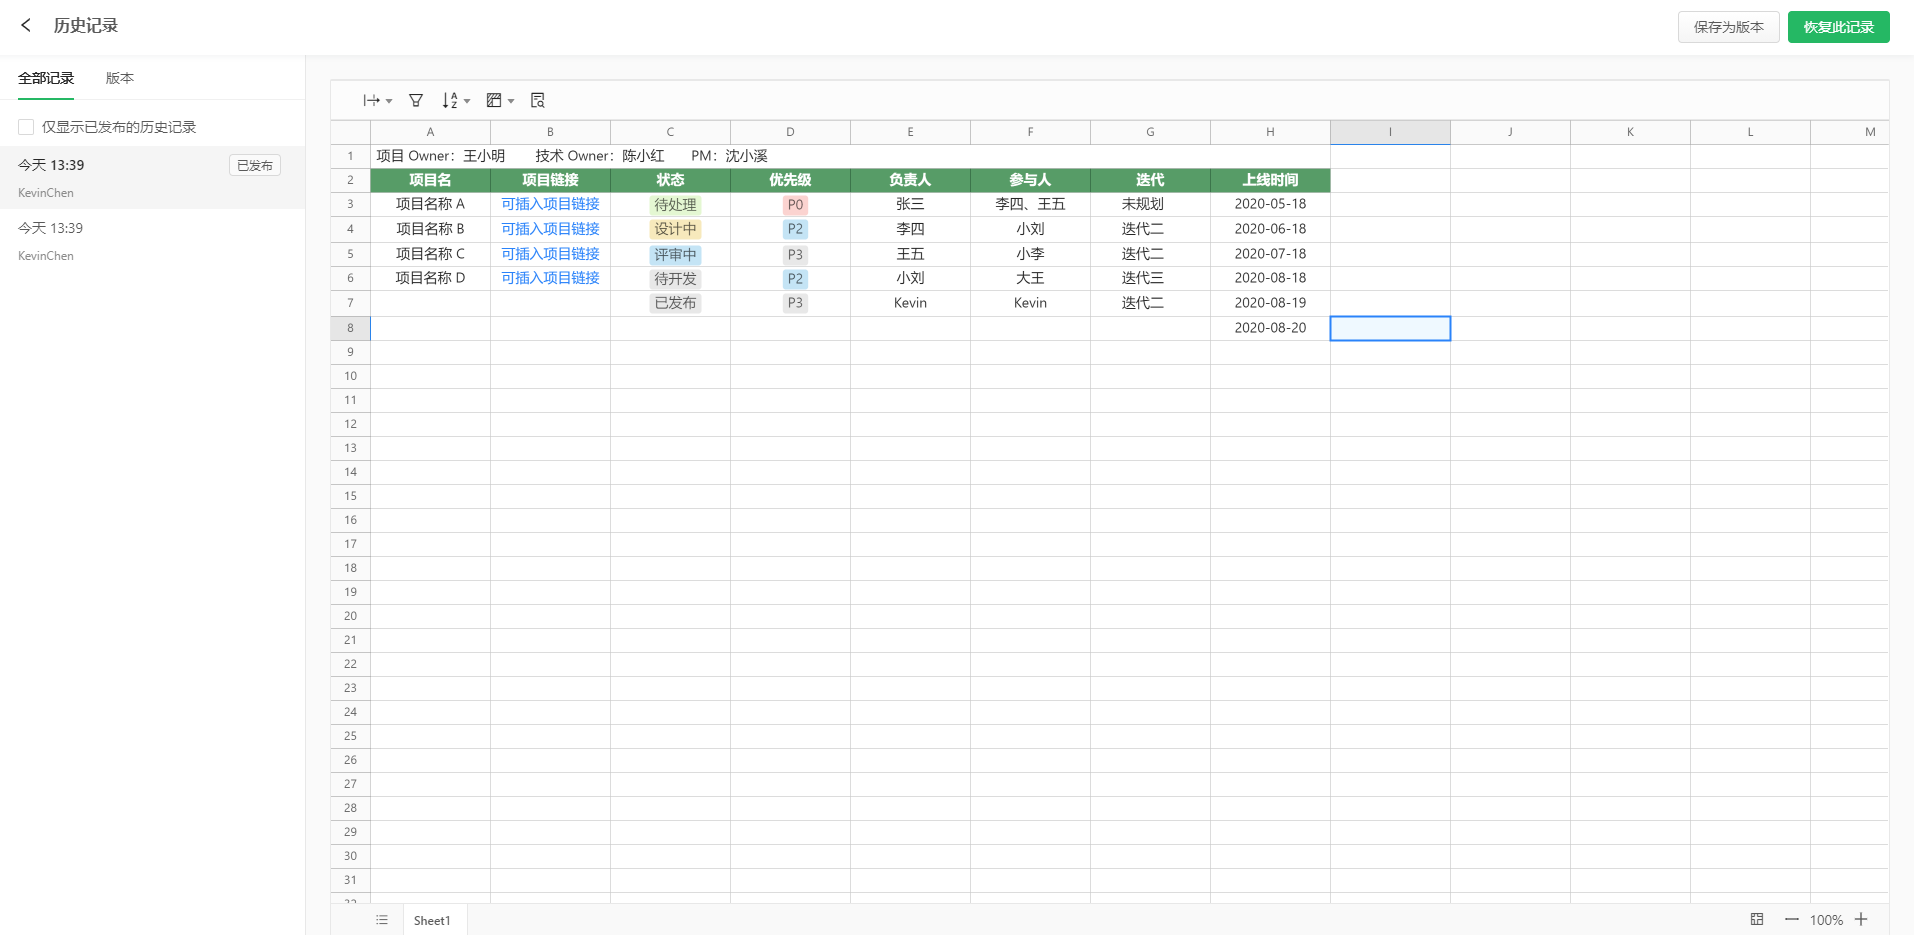 历史记录
保存为版本 恢复此记录
全部记录 版本
仅显示已发布的历史记录
今天 13:39 已发布
KevinChen
今天 13:39
KevinChen
A B C D E F G H I J K L M
1 项目 Owner：王小明 技术 Owner：陈小红 PM：沈小溪
2 项目名 项目链接 状态 优先级 负责人 参与人 迭代 上线时间
3 项目名称 A 可插入项目链接 待处理 P0 张三 李四、王五 未规划 2020-05-18
4 项目名称 B 可插入项目链接 设计中 P2 李四 小刘 迭代二 2020-06-18
5 项目名称 C 可插入项目链接 评审中 P3 王五 小李 迭代二 2020-07-18
6 项目名称 D 可插入项目链接 待开发 P2 小刘 大王 迭代三 2020-08-18
7 已发布 P3 Kevin Kevin 迭代二 2020-08-19
8 2020-08-20
9
10
11
12
13
14
15
16
17
18
19
20
21
22
23
24
25
26
27
28
29
30
31
32
Sheet1 100%